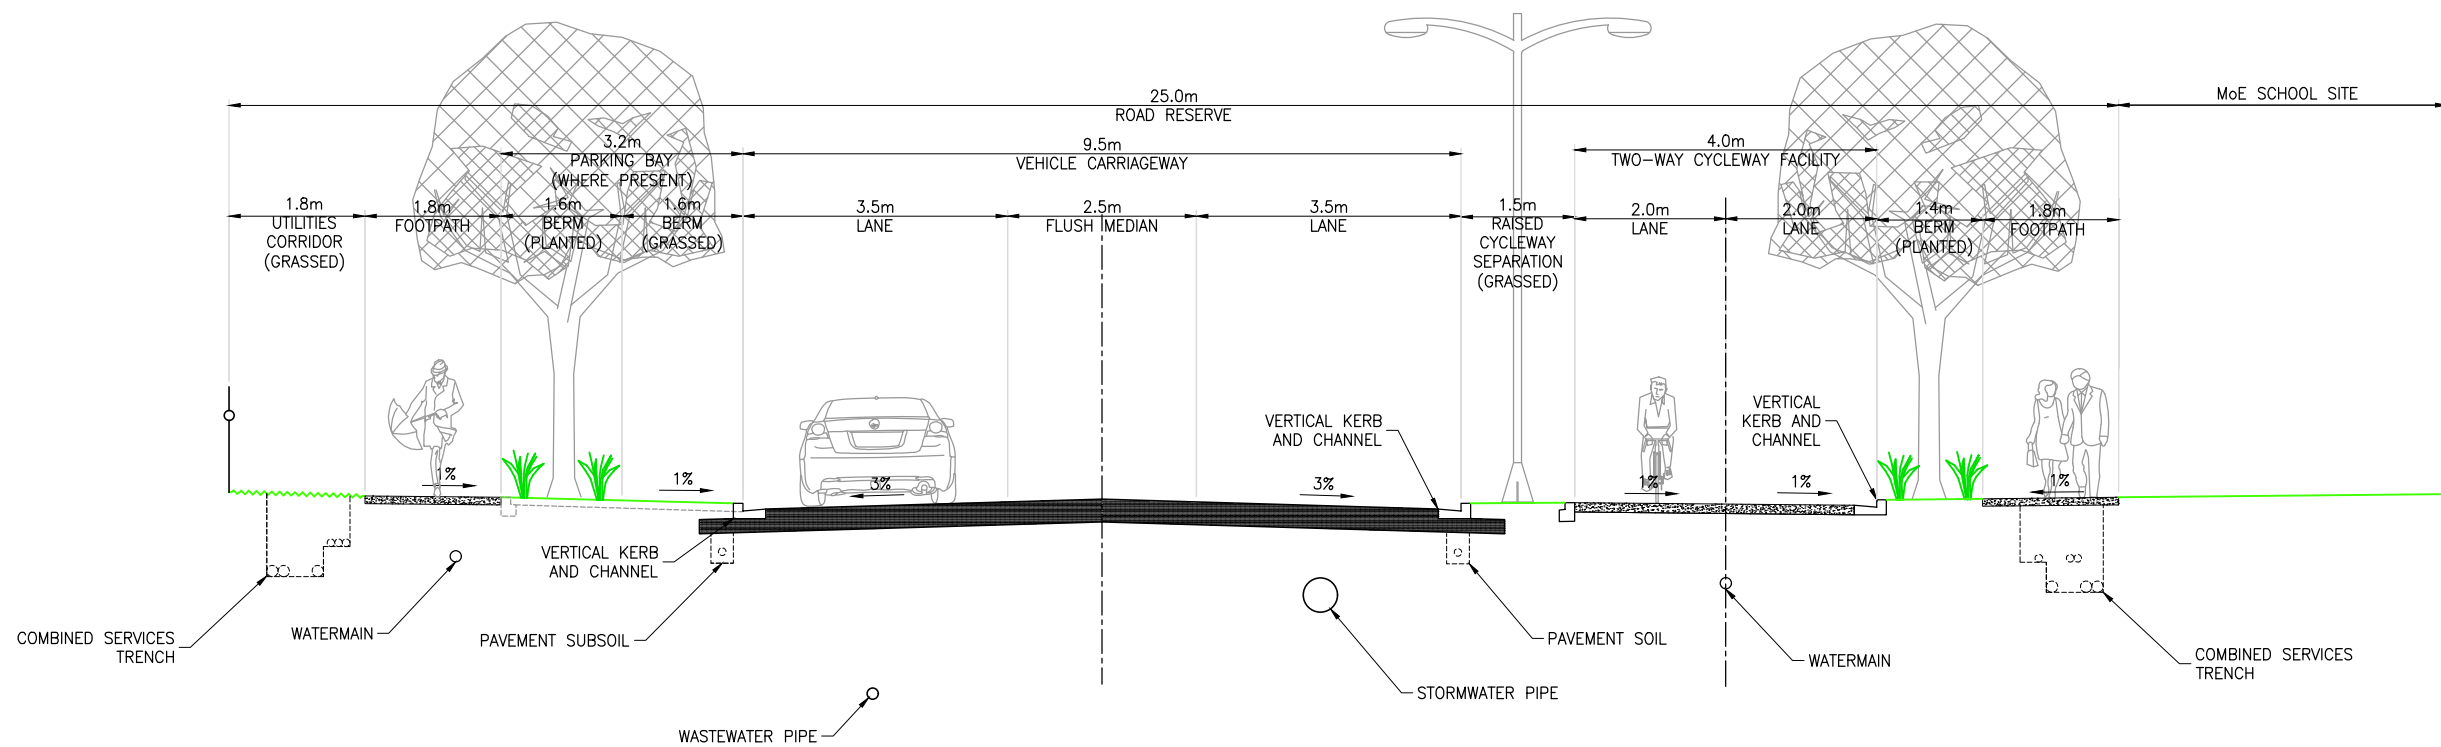 25.0m
ROAD RESERVE
MoE SCHOOL SITE
3.2m
PARKING BAY
(WHERE PRESENT)
9.5m
VEHICLE CARRIAGEWAY
4.0m
TWO-WAY CYCLEWAY FACILITY
1.8m
UTILITIES
CORRIDOR
(GRASSED)
1.8m
FOOTPATH
1.6m
BERM
(PLANTED)
1.6m
BERM
(GRASSED)
3.5m
LANE
2.5m
FLUSH MEDIAN
3.5m
LANE
1.5m
RAISED
CYCLEWAY
SEPARATION
(GRASSED)
2.0m
LANE
2.0m
LANE
1.4m
BERM
(PLANTED)
1.8m
FOOTPATH
VERTICAL KERB
AND CHANNEL
VERTICAL
KERB AND
CHANNEL
1%
1%
3%
3%
1%
1%
1%
VERTICAL KERB
AND CHANNEL
COMBINED SERVICES
TRENCH
WATERMAIN
PAVEMENT SUBSOIL
PAVEMENT SOIL
WATERMAIN
COMBINED SERVICES
TRENCH
STORMWATER PIPE
WASTEWATER PIPE